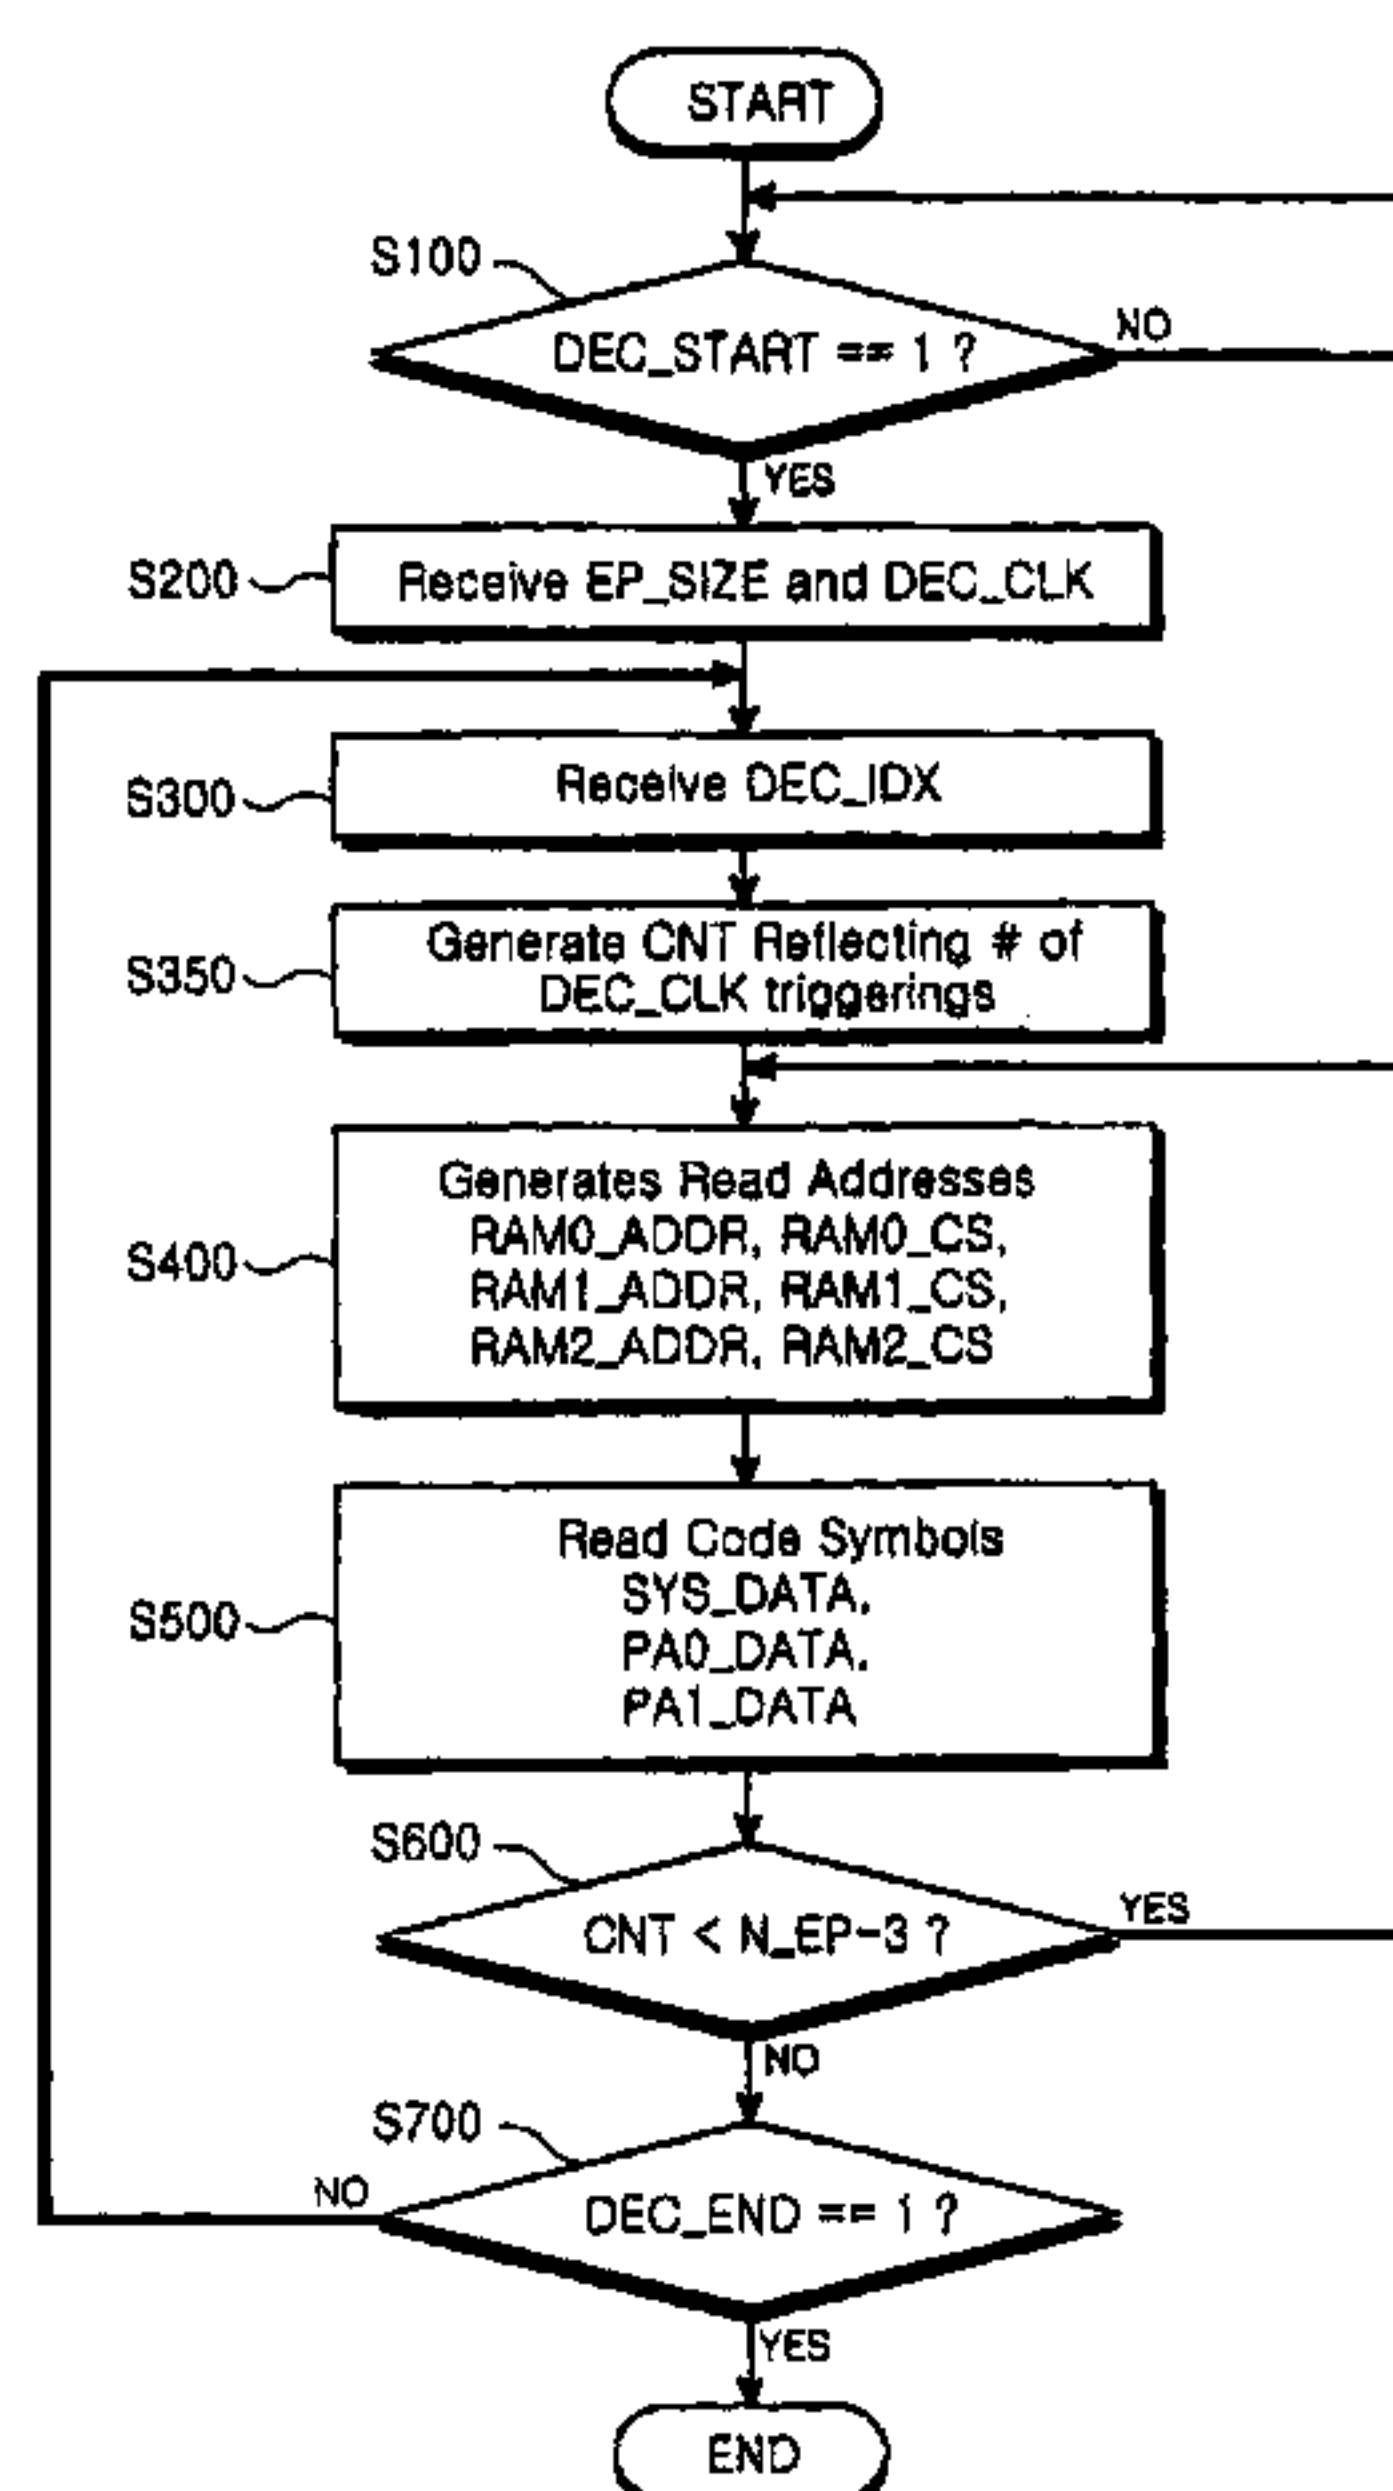 START
S100
DEC_START == 1 ?
NO
YES
S200
Receive EP_SIZE and DEC_CLK
S300
Receive DEC_IDX
S350
Generate CNT Reflecting # of
DEC_CLK triggerings
S400
Generates Read Addresses
RAM0_ADDR, RAM0_CS,
RAM1_ADDR, RAM1_CS,
RAM2_ADDR, RAM2_CS
S500
Read Code Symbols
SYS_DATA,
PA0_DATA,
PA1_DATA
S600
CNT < N_EP-3 ?
YES
NO
S700
NO
DEC_END == 1 ?
YES
END